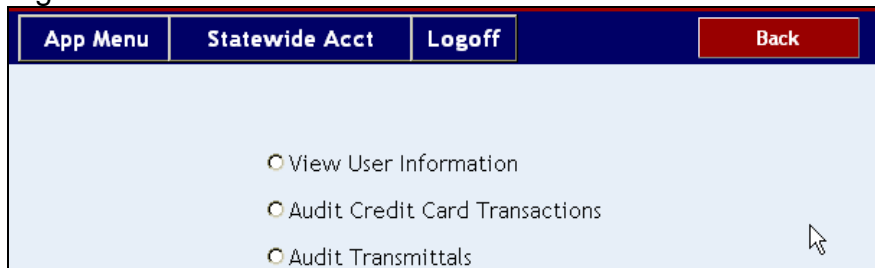 App Menu Statewide Acct Logoff Back
View User Information
Audit Credit Card Transactions
Audit Transmittals